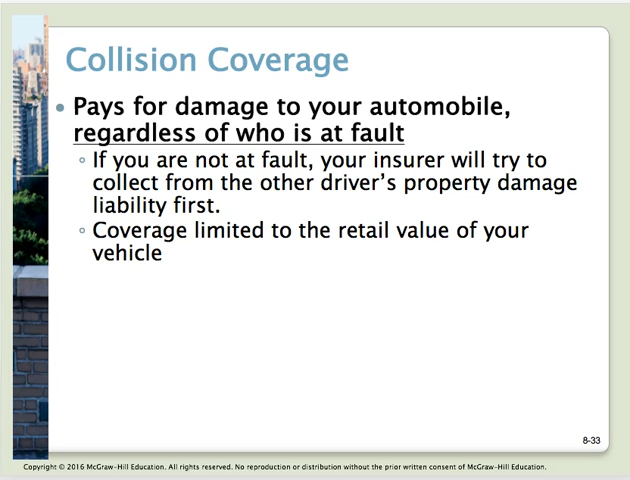 Collision Coverage
• Pays for damage to your automobile,
regardless of who is at fault
◦ If you are not at fault, your insurer will try to
collect from the other driver's property damage
liability first.
◦ Coverage limited to the retail value of your
vehicle
8-33
Copyright © 2016 McGraw-Hill Education. All rights reserved. No reproduction or distribution without the prior written consent of McGraw-Hill Education.